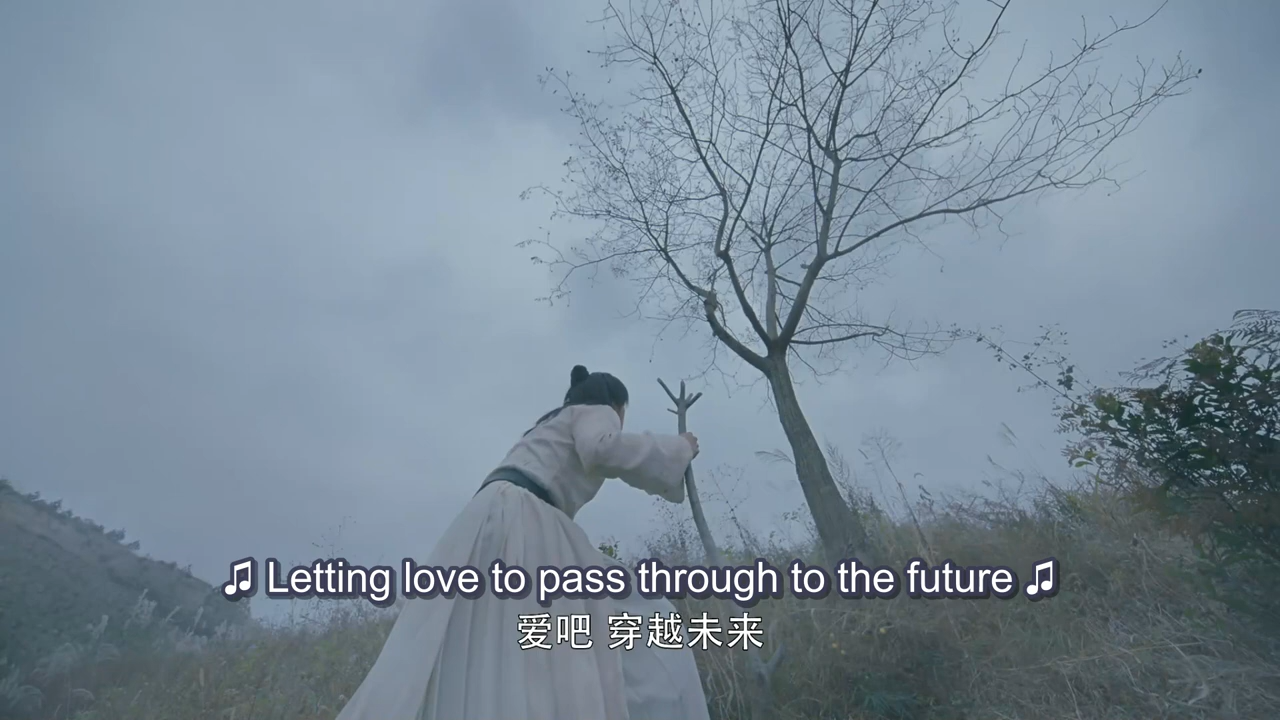 ♫ Letting love to pass through to the future ♫
爱吧 穿越未来